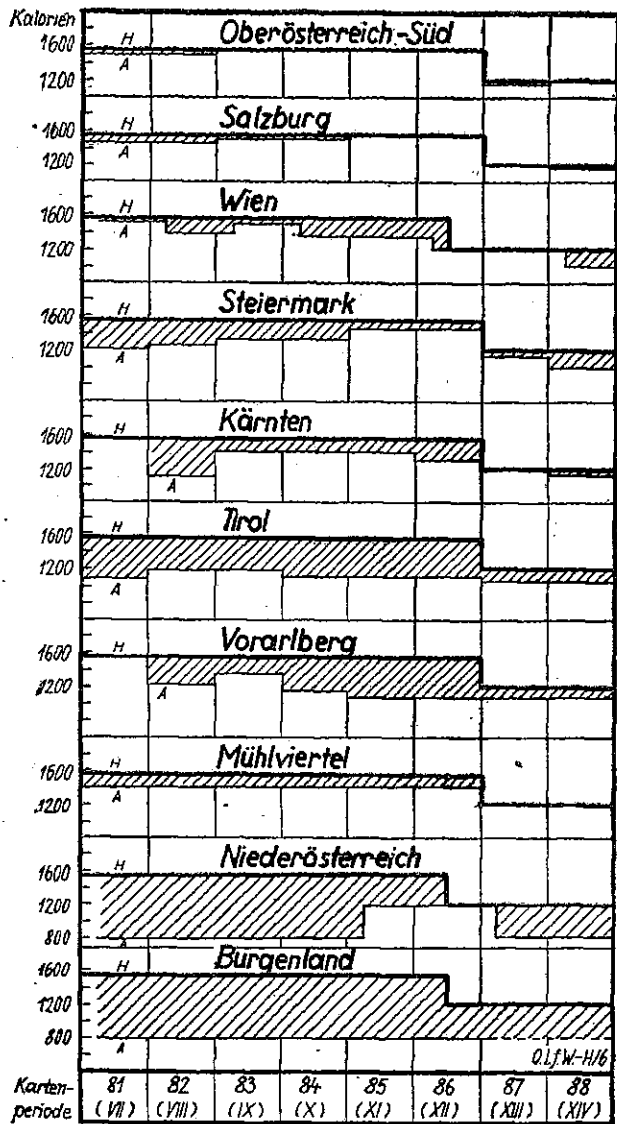 Kalorien
Oberösterreich-Süd
1600
H
1200
A
Salzburg
1600
H
1200
A
Wien
1600
H
1200
A
Steiermark
1600
H
1200
A
Kärnten
1600
1200
H
A
Tirol
1600
H
1200
A
Vorarlberg
1600
H
1200
A
Mühlviertel
1600
H
1200
A
Niederösterreich
1600
H
1200
800
A
Burgenland
1600
H
1200
800
A
Ö.I.f.W.-H/6
Karten- 81 82 83 84 85 86 87 88
periode (VII) (VIII) (IX) (X) (XI) (XII) (XIII) (XIV)